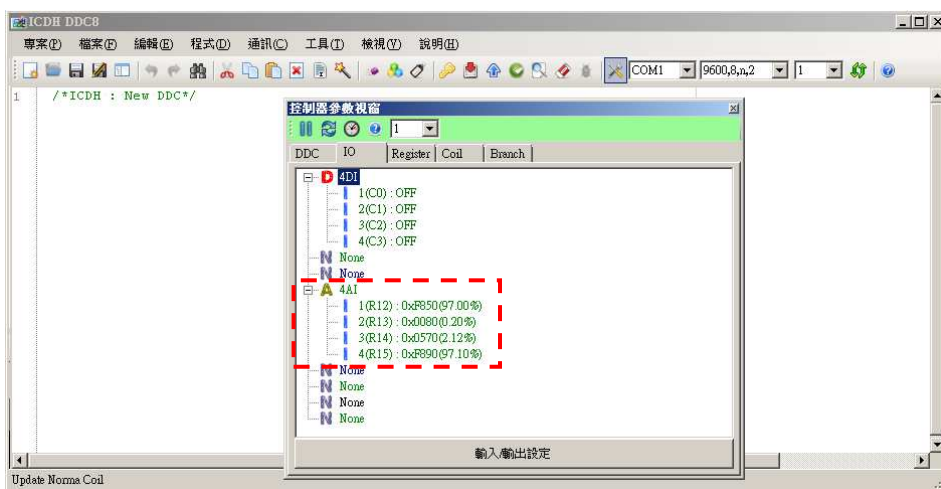 ICDH DDC8
專案(P) 檔案(F) 編輯(E) 程式(D) 通訊(C) 工具(T) 檢視(V) 說明(H)
COM1 9600,8,n,2 1
1 /*ICDH : New DDC*/
控制器參數視窗
1
DDC IO Register Coil Branch
4DI
1(C0) : OFF
2(C1) : OFF
3(C2) : OFF
4(C3) : OFF
None
None
4AI
1(R12) : 0xF850(97.00%)
2(R13) : 0x0080(0.20%)
3(R14) : 0x0570(2.12%)
4(R15) : 0xF890(97.10%)
None
None
None
None
輸入/輸出設定
Update Norma Coil